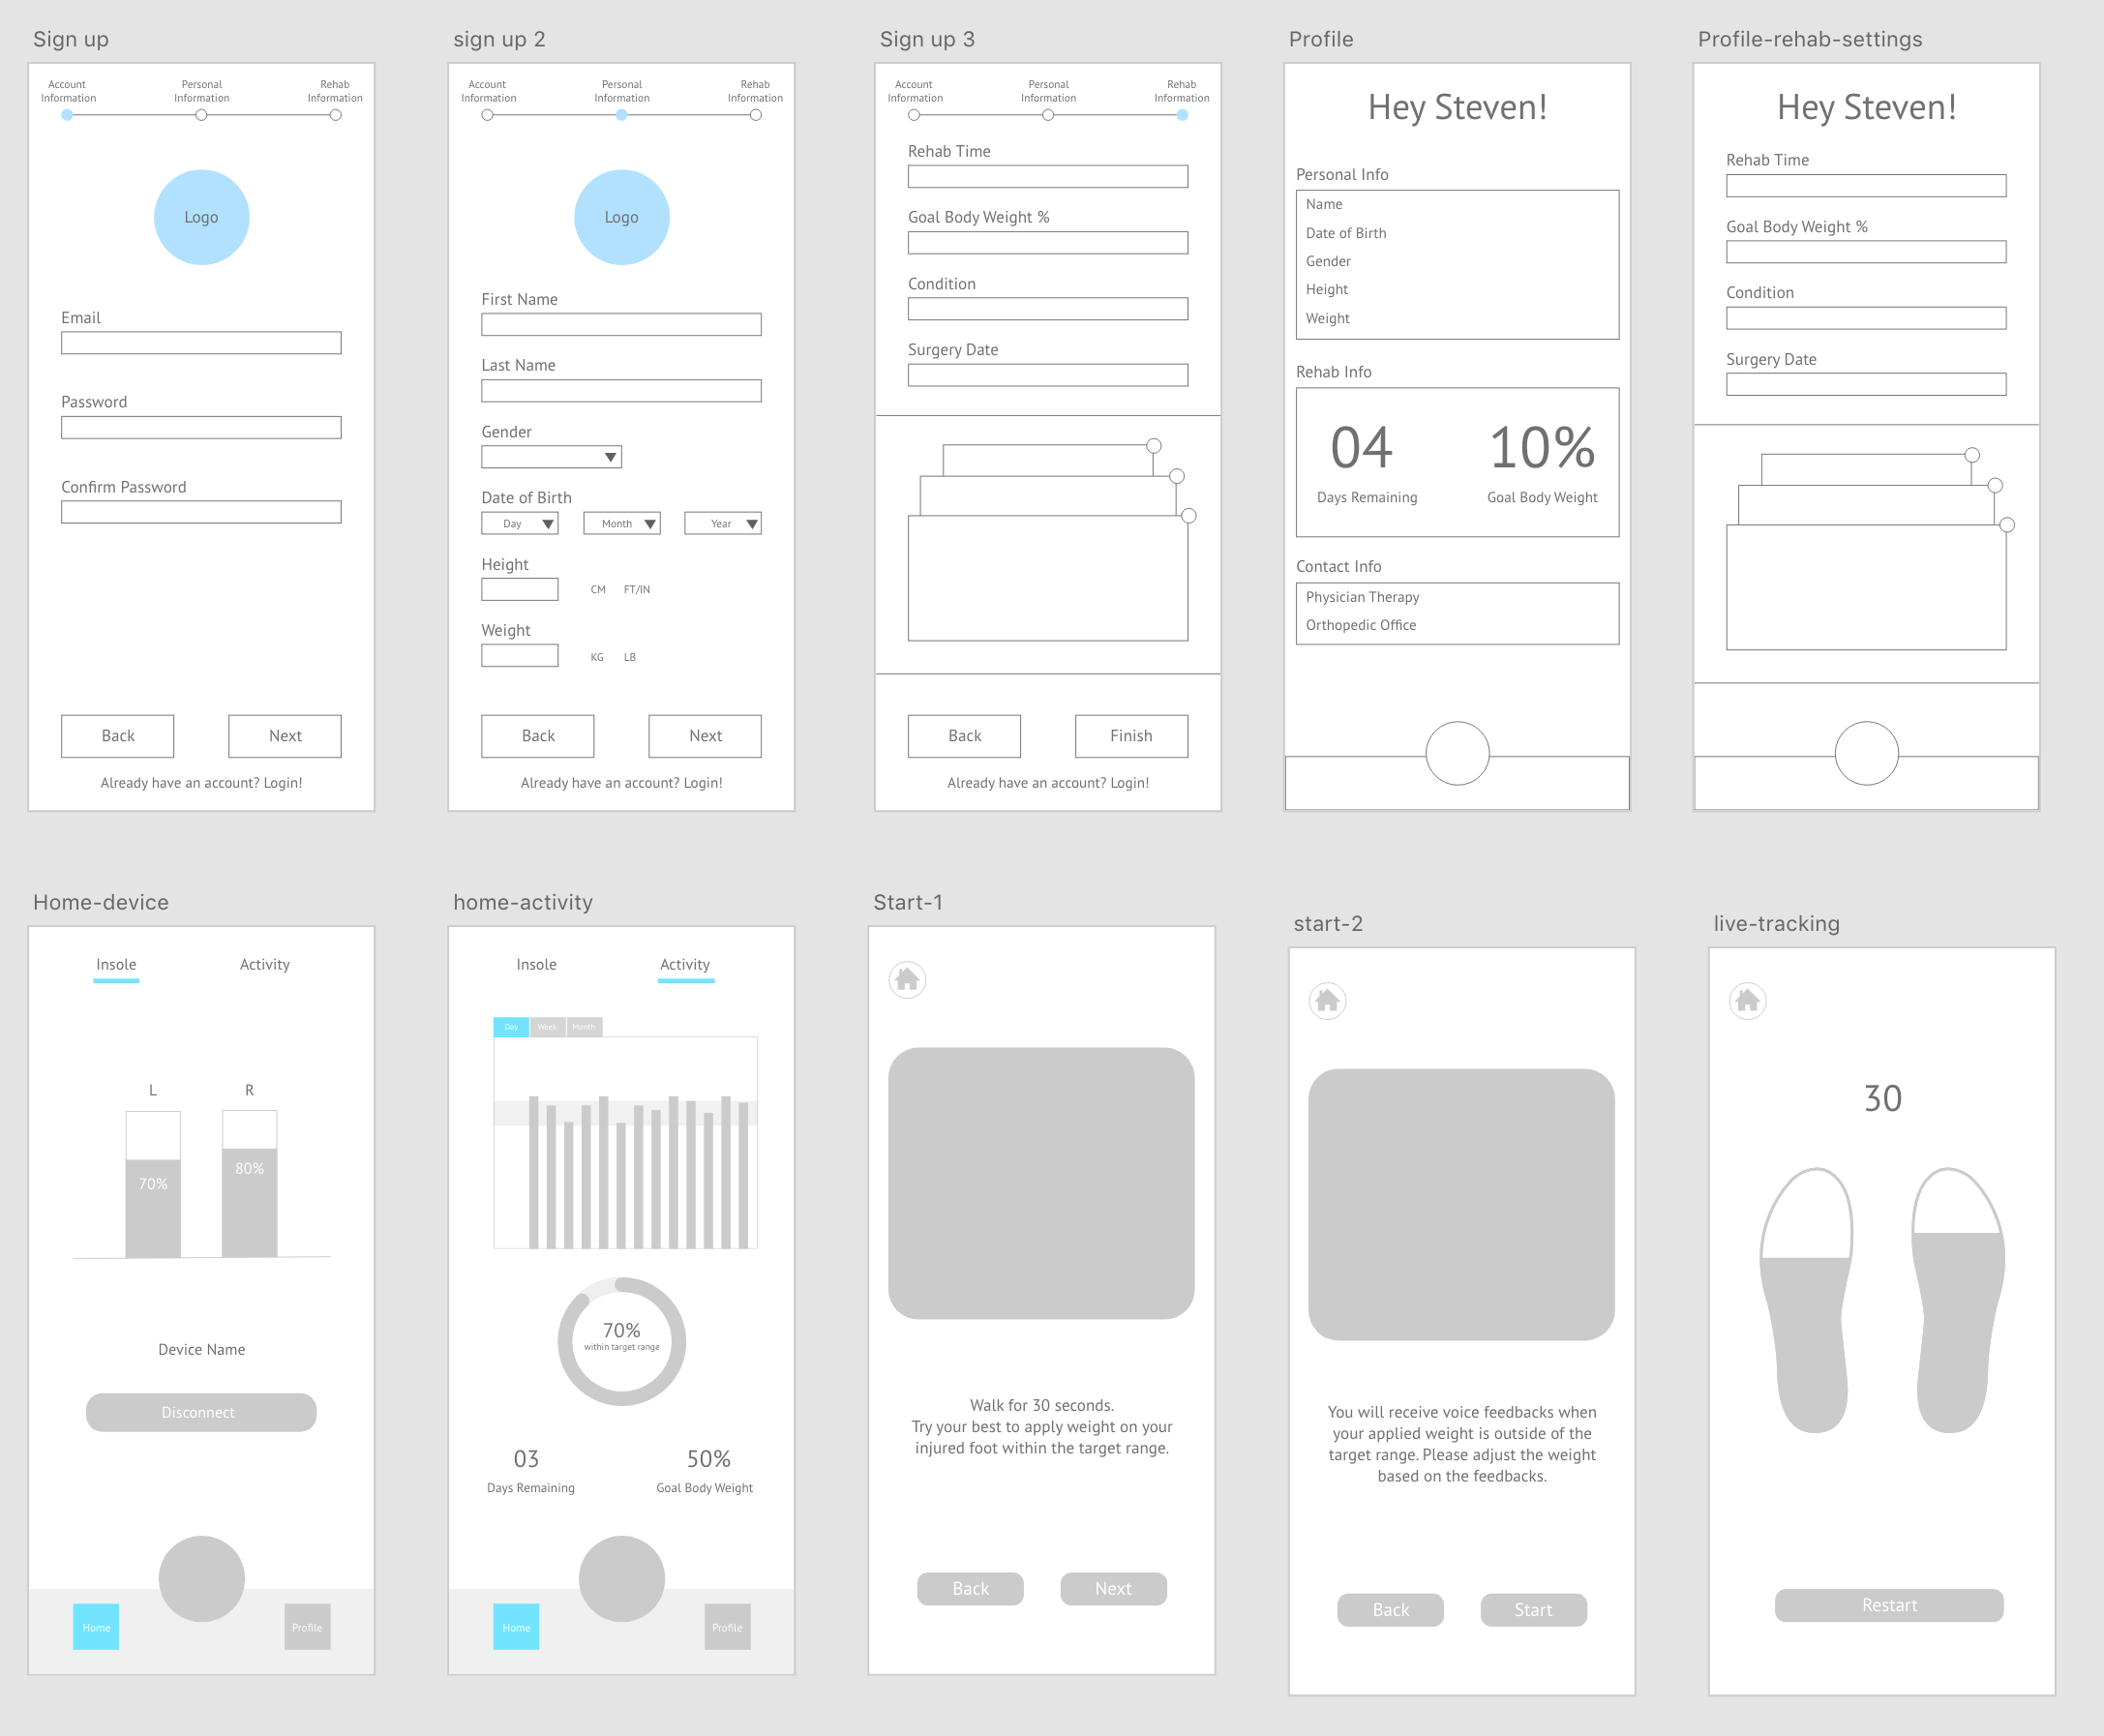 Sign up
Account
Information
Personal
Information
Rehab
Information
Logo
Email
Password
Confirm Password
Back
Next
Already have an account? Login!
sign up 2
Account
Information
Personal
Information
Rehab
Information
Logo
First Name
Last Name
Gender
Date of Birth
Day
Month
Year
Height
CM
FT/IN
Weight
KG
LB
Back
Next
Already have an account? Login!
Sign up 3
Account
Information
Personal
Information
Rehab
Information
Rehab Time
Goal Body Weight %
Condition
Surgery Date
Back
Finish
Already have an account? Login!
Profile
Hey Steven!
Personal Info
Name
Date of Birth
Gender
Height
Weight
Rehab Info
04
Days Remaining
10%
Goal Body Weight
Contact Info
Physician Therapy
Orthopedic Office
Profile-rehab-settings
Hey Steven!
Rehab Time
Goal Body Weight %
Condition
Surgery Date
Home-device
Insole
Activity
L
R
70%
80%
Device Name
Disconnect
Home
Profile
home-activity
Insole
Activity
Day
Week
Month
70%
within target range
03
Days Remaining
50%
Goal Body Weight
Home
Profile
Start-1
Walk for 30 seconds.
Try your best to apply weight on your
injured foot within the target range.
Back
Next
start-2
You will receive voice feedbacks when
your applied weight is outside of the
target range. Please adjust the weight
based on the feedbacks.
Back
Start
live-tracking
30
Restart